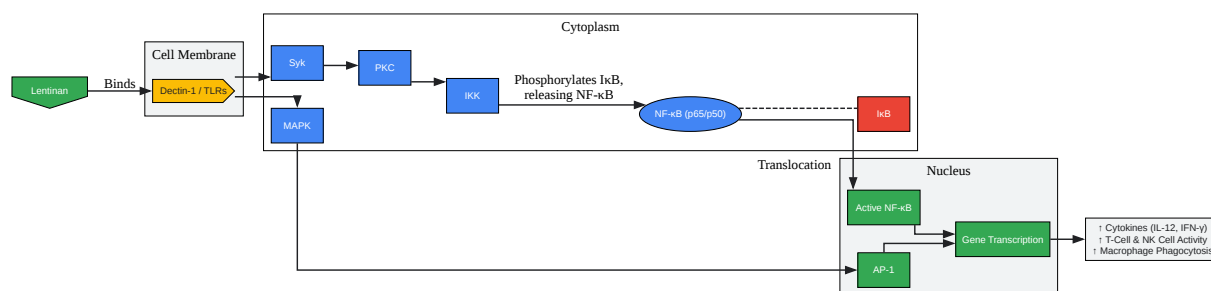 Cytoplasm
Cell Membrane
Lentinan
Binds
Dectin-1 / TLRs
Syk
PKC
IKK
MAPK
Phosphorylates IκB,
releasing NF-κB
NF-κB (p65/p50)
IκB
Translocation
Nucleus
Active NF-κB
Gene Transcription
AP-1
↑ Cytokines (IL-12, IFN-γ)
↑ T-Cell & NK Cell Activity
↑ Macrophage Phagocytosis